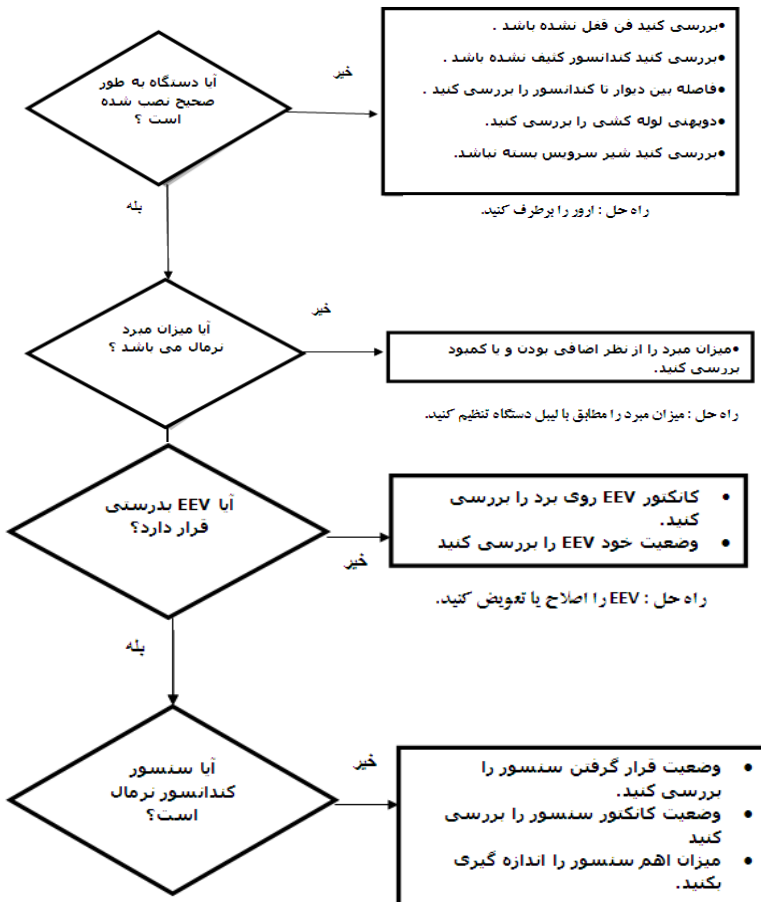 آیا دستگاه به طور
صحیح نصب شده
است ؟
خیر
•بررسی کنید فن قفل نشده باشد .
•بررسی کنید کندانسور کثیف نشده باشد .
•فاصله بین دیوار تا کندانسور را بررسی کنید .
•دوپهنی لوله کشی را بررسی کنید.
•بررسی کنید شیر سرویس بسته نباشد.
راه حل : ارور را برطرف کنید.
بله
آیا میزان مبرد
نرمال می باشد ؟
خیر
•میزان مبرد را از نظر اضافی بودن و یا کمبود
بررسی کنید.
راه حل : میزان مبرد را مطابق با لیبل دستگاه تنظیم کنید.
آیا EEV بدرستی
قرار دارد؟
خیر
• کانکتور EEV روی برد را بررسی
کنید.
• وضعیت خود EEV را بررسی کنید
راه حل : EEV را اصلاح یا تعویض کنید.
بله
آیا سنسور
کندانسور نرمال
است؟
خیر
• وضعیت قرار گرفتن سنسور را
بررسی کنید.
• وضعیت کانکتور سنسور را بررسی
کنید
• میزان اهم سنسور را اندازه گیری
بکنید.